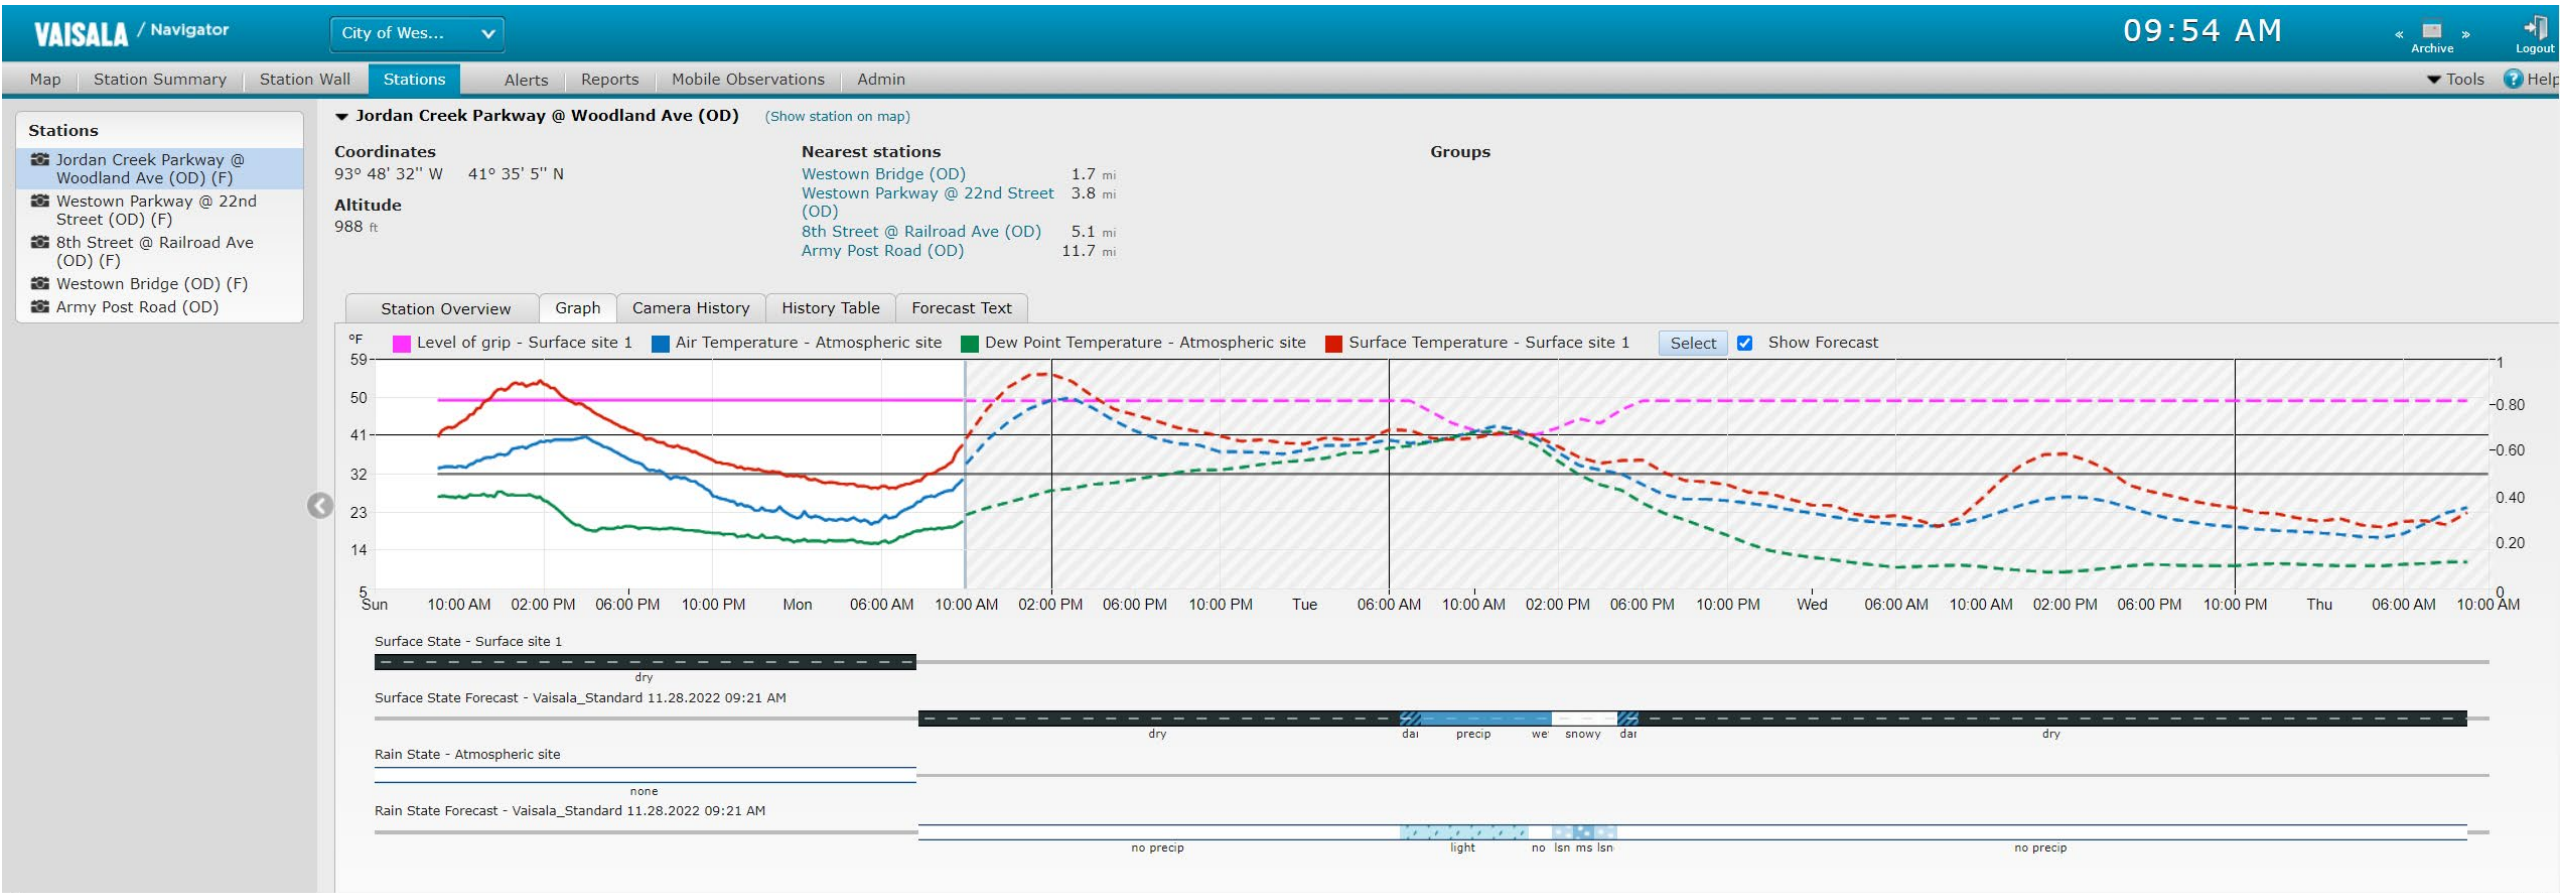 VAISALA / Navigator
City of Wes...
09:54 AM
« Archive »
Logout
Map Station Summary Station Wall Stations Alerts Reports Mobile Observations Admin
Tools Help
Stations
Jordan Creek Parkway @
Woodland Ave (OD) (F)
Westown Parkway @ 22nd
Street (OD) (F)
8th Street @ Railroad Ave
(OD) (F)
Westown Bridge (OD) (F)
Army Post Road (OD)
Jordan Creek Parkway @ Woodland Ave (OD) (Show station on map)
Coordinates
93° 48' 32'' W 41° 35' 5'' N
Altitude
988 ft
Nearest stations
Westown Bridge (OD) 1.7 mi
Westown Parkway @ 22nd Street 3.8 mi
(OD)
8th Street @ Railroad Ave (OD) 5.1 mi
Army Post Road (OD) 11.7 mi
Groups
Station Overview Graph Camera History History Table Forecast Text
°F Level of grip - Surface site 1 Air Temperature - Atmospheric site Dew Point Temperature - Atmospheric site Surface Temperature - Surface site 1 Select Show Forecast
59
50
41
32
23
14
5
1
0.80
0.60
0.40
0.20
0
Sun 10:00 AM 02:00 PM 06:00 PM 10:00 PM Mon 06:00 AM 10:00 AM 02:00 PM 06:00 PM 10:00 PM Tue 06:00 AM 10:00 AM 02:00 PM 06:00 PM 10:00 PM Wed 06:00 AM 10:00 AM 02:00 PM 06:00 PM 10:00 PM Thu 06:00 AM 10:00 AM
Surface State - Surface site 1
dry
Surface State Forecast - Vaisala_Standard 11.28.2022 09:21 AM
dry dar precip we snowy dar dry
Rain State - Atmospheric site
none
Rain State Forecast - Vaisala_Standard 11.28.2022 09:21 AM
no precip light no lsn ms lsn no precip